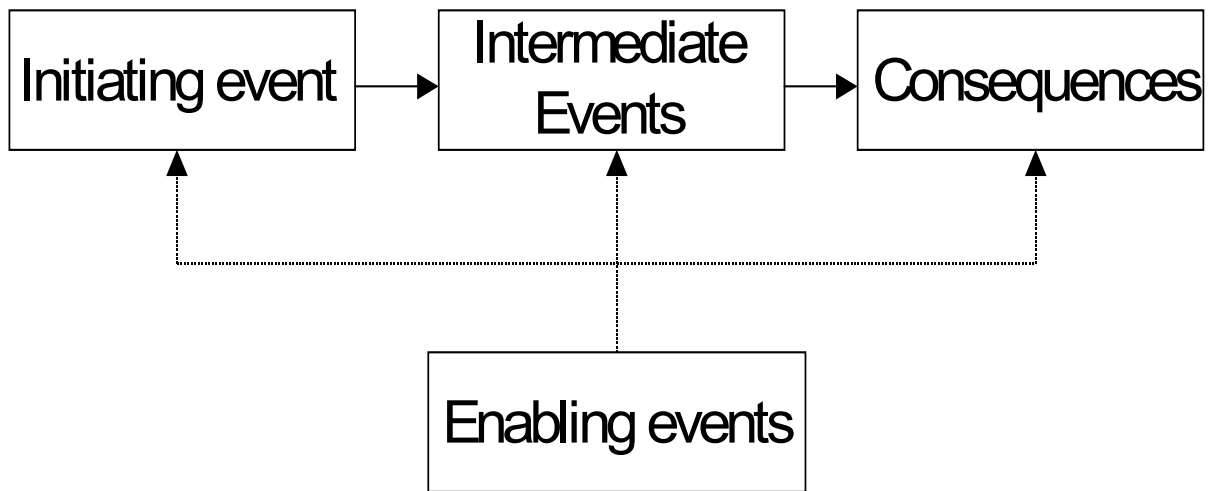 Initiating event
Intermediate
Events
Consequences
Enabling events